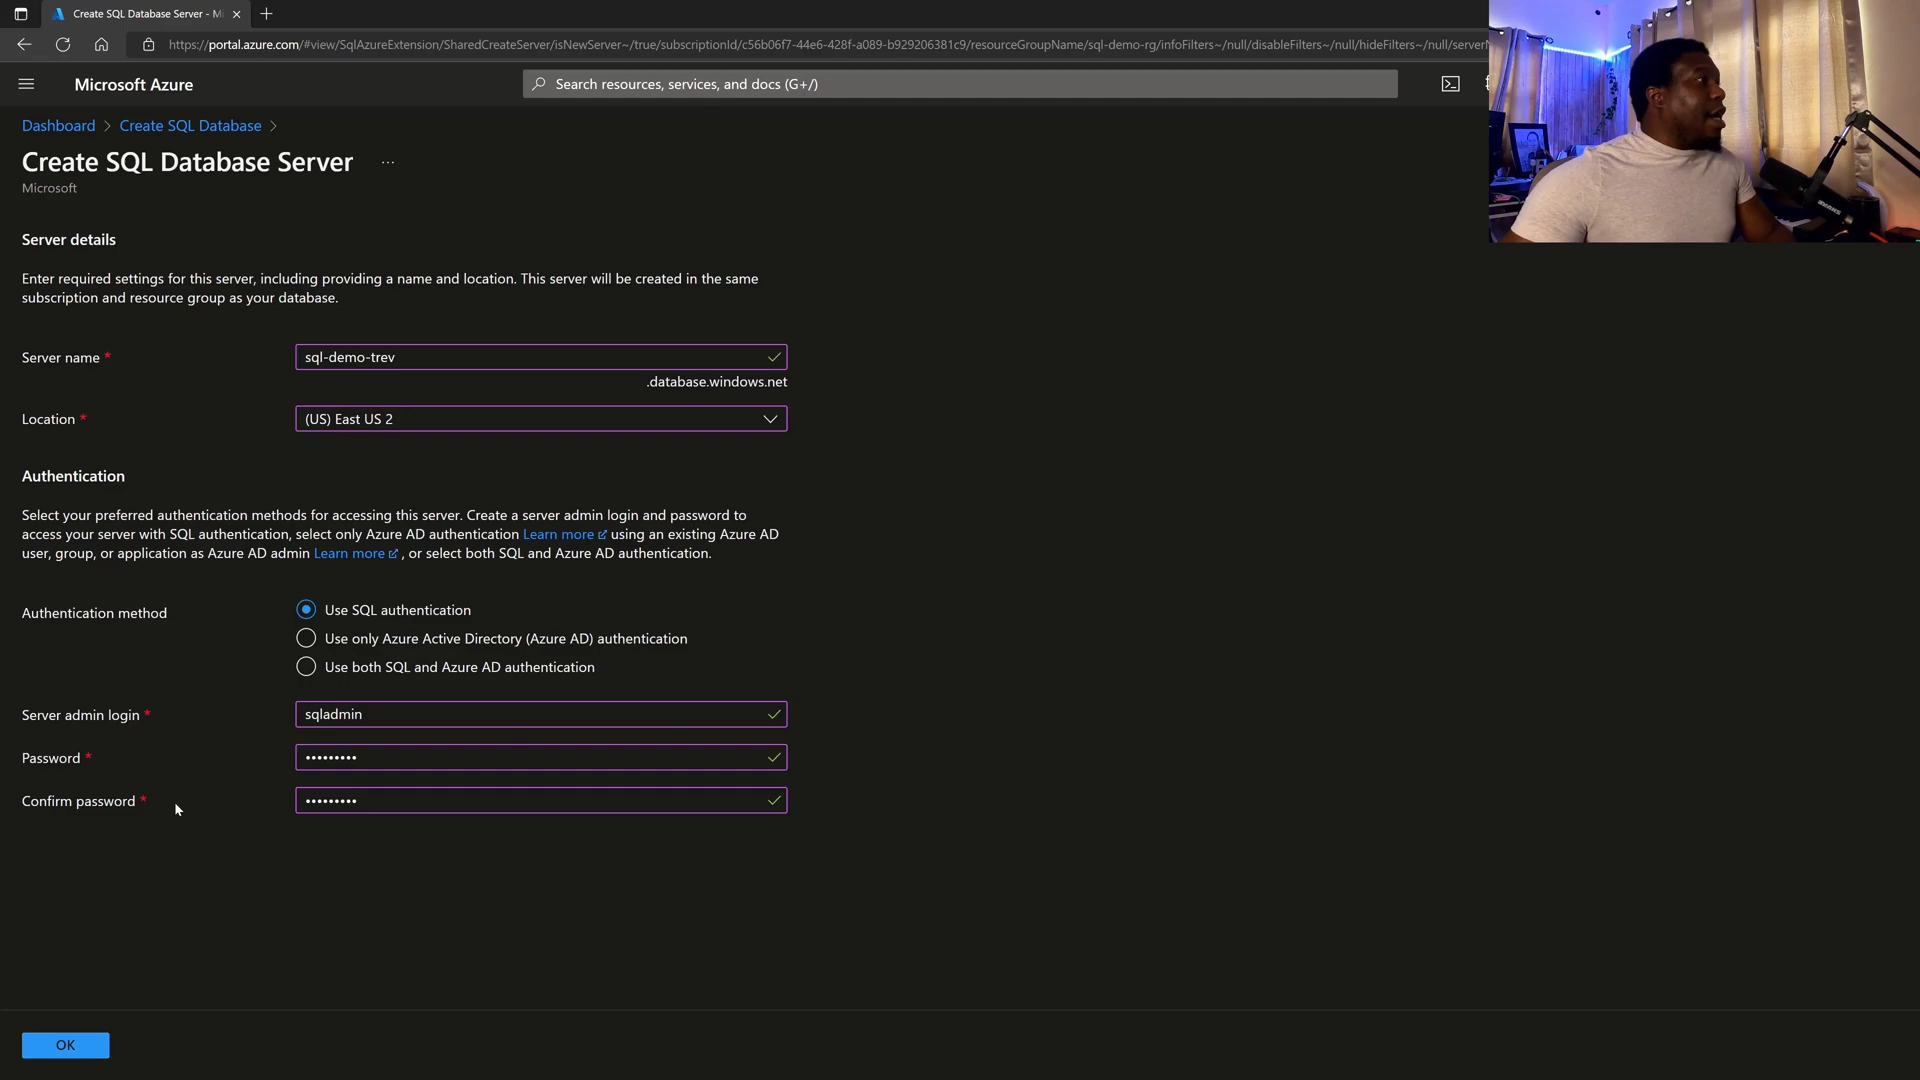 Create SQL Database Server - Mi
https://portal.azure.com/#view/SqlAzureExtension/SharedCreateServer/isNewServer~/true/subscriptionId/c56b06f7-44e6-428f-a089-b929206381c9/resourceGroupName/sql-demo-rg/infoFilters~/null/disableFilters~/null/hideFilters~/null/serverN
Microsoft Azure
Search resources, services, and docs (G+/)
Dashboard > Create SQL Database >
Create SQL Database Server ...
Microsoft
Server details
Enter required settings for this server, including providing a name and location. This server will be created in the same
subscription and resource group as your database.
Server name *
sql-demo-trev
.database.windows.net
Location *
(US) East US 2
Authentication
Select your preferred authentication methods for accessing this server. Create a server admin login and password to
access your server with SQL authentication, select only Azure AD authentication Learn more using an existing Azure AD
user, group, or application as Azure AD admin Learn more , or select both SQL and Azure AD authentication.
Authentication method
Use SQL authentication
Use only Azure Active Directory (Azure AD) authentication
Use both SQL and Azure AD authentication
Server admin login *
sqladmin
Password *
•••••••••
Confirm password *
•••••••••
OK